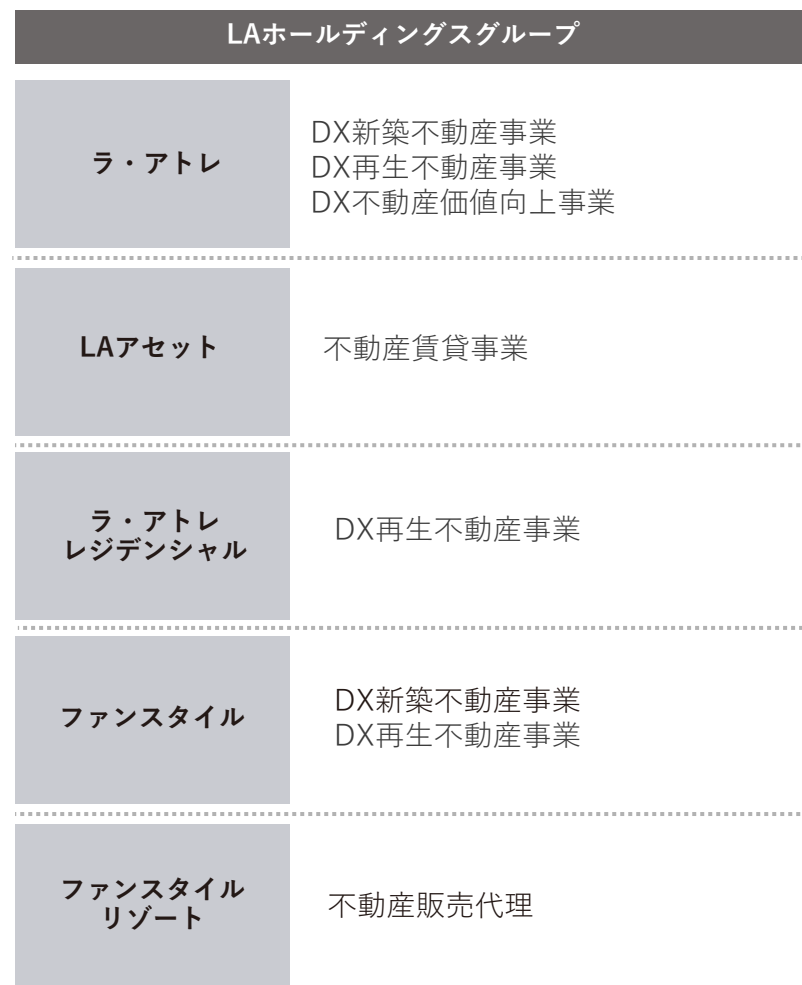 LAホールディングスグループ
ラ・アトレ
DX新築不動産事業
DX再生不動産事業
DX不動産価値向上事業
LAアセット
不動産賃貸事業
ラ・アトレ
レジデンシャル
DX再生不動産事業
ファンスタイル
DX新築不動産事業
DX再生不動産事業
ファンスタイル
リゾート
不動産販売代理